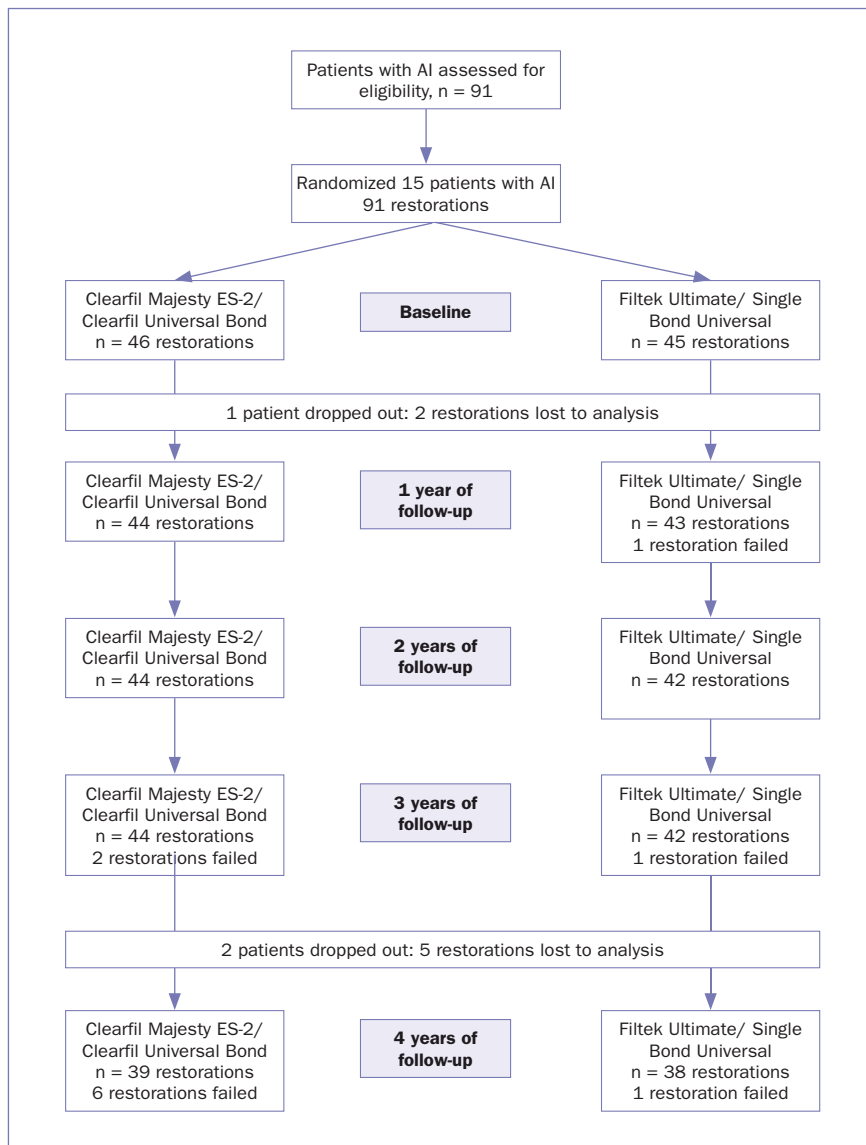 Patients with AI assessed for
eligibility, n = 91
Randomized 15 patients with AI
91 restorations
Clearfil Majesty ES-2/
Clearfil Universal Bond
n = 46 restorations
Baseline
Filtek Ultimate/ Single
Bond Universal
n = 45 restorations
1 patient dropped out: 2 restorations lost to analysis
Clearfil Majesty ES-2/
Clearfil Universal Bond
n = 44 restorations
1 year of
follow-up
Filtek Ultimate/ Single
Bond Universal
n = 43 restorations
1 restoration failed
Clearfil Majesty ES-2/
Clearfil Universal Bond
n = 44 restorations
2 years of
follow-up
Filtek Ultimate/ Single
Bond Universal
n = 42 restorations
Clearfil Majesty ES-2/
Clearfil Universal Bond
n = 44 restorations
2 restorations failed
3 years of
follow-up
Filtek Ultimate/ Single
Bond Universal
n = 42 restorations
1 restoration failed
2 patients dropped out: 5 restorations lost to analysis
Clearfil Majesty ES-2/
Clearfil Universal Bond
n = 39 restorations
6 restorations failed
4 years of
follow-up
Filtek Ultimate/ Single
Bond Universal
n = 38 restorations
1 restoration failed